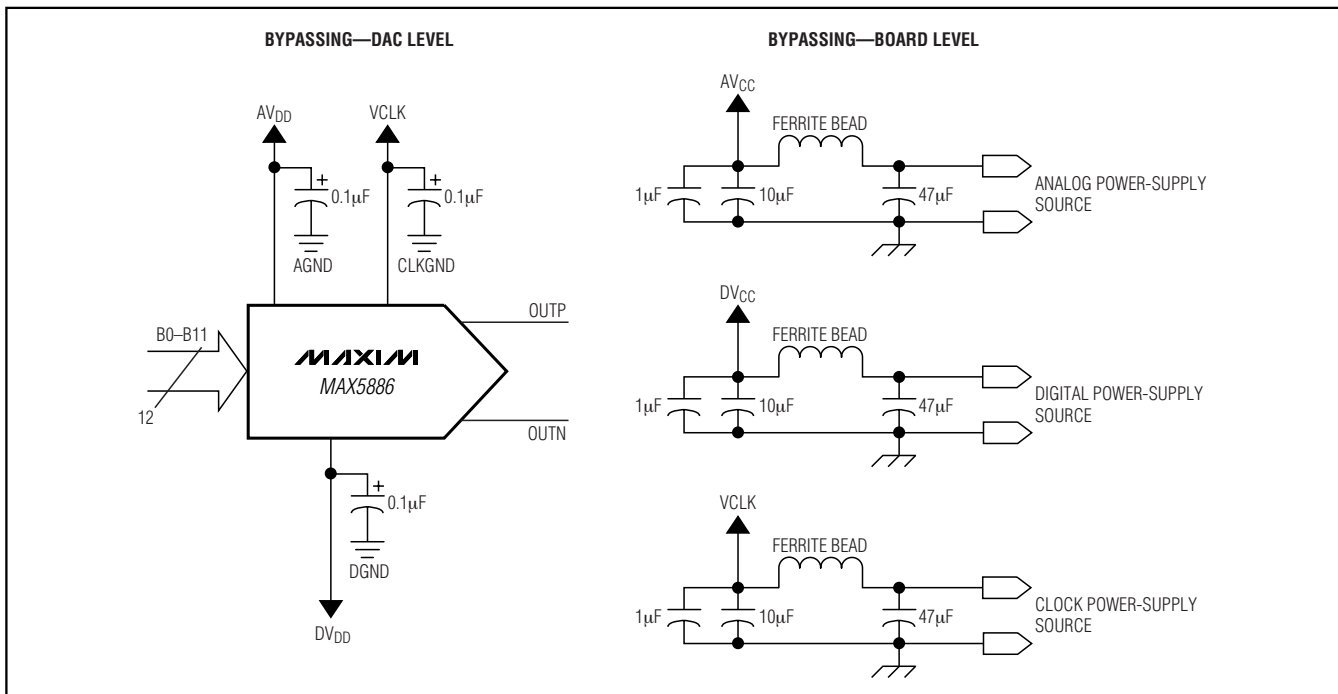 BYPASSING—DAC LEVEL
AVDD
VCLK
+
0.1µF
+
0.1µF
AGND
CLKGND
OUTP
B0–B11
MAXIM
MAX5886
12
OUTN
+
0.1µF
DGND
DVDD
BYPASSING—BOARD LEVEL
AVCC
FERRITE BEAD
1µF
10µF
47µF
ANALOG POWER-SUPPLY
SOURCE
DVCC
FERRITE BEAD
1µF
10µF
47µF
DIGITAL POWER-SUPPLY
SOURCE
VCLK
FERRITE BEAD
1µF
10µF
47µF
CLOCK POWER-SUPPLY
SOURCE